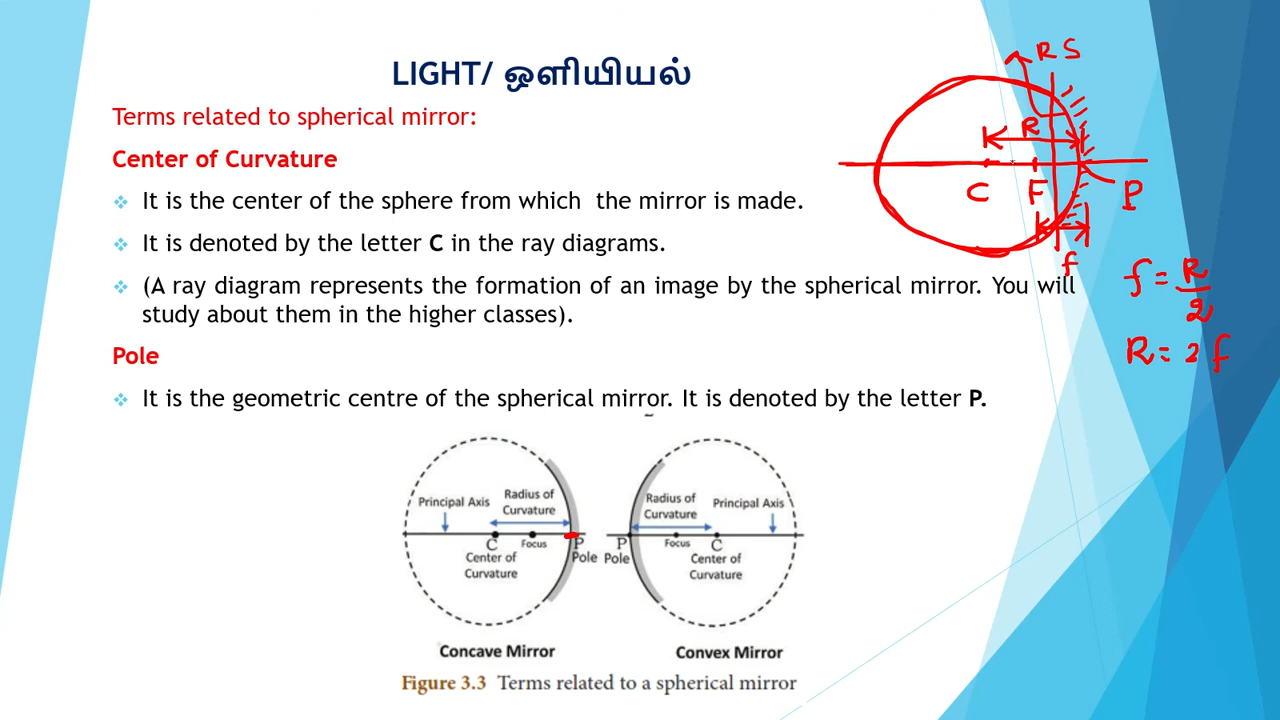 LIGHT/ ஒளியியல்
Terms related to spherical mirror:
Center of Curvature
❖ It is the center of the sphere from which the mirror is made.
❖ It is denoted by the letter C in the ray diagrams.
❖ (A ray diagram represents the formation of an image by the spherical mirror. You will
study about them in the higher classes).
Pole
❖ It is the geometric centre of the spherical mirror. It is denoted by the letter P.
R S
R
C F P
f
f = R/2
R = 2 f
Principal Axis
Radius of
Curvature
C
Focus
P
Center of
Curvature
Pole
Concave Mirror
Radius of
Curvature
Principal Axis
P
Focus
C
Pole
Center of
Curvature
Convex Mirror
Figure 3.3 Terms related to a spherical mirror